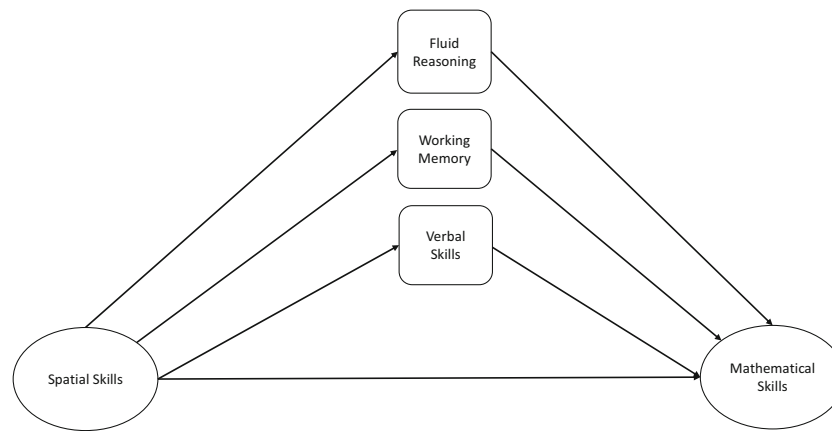 Fluid
Reasoning
Working
Memory
Verbal
Skills
Spatial Skills
Mathematical
Skills